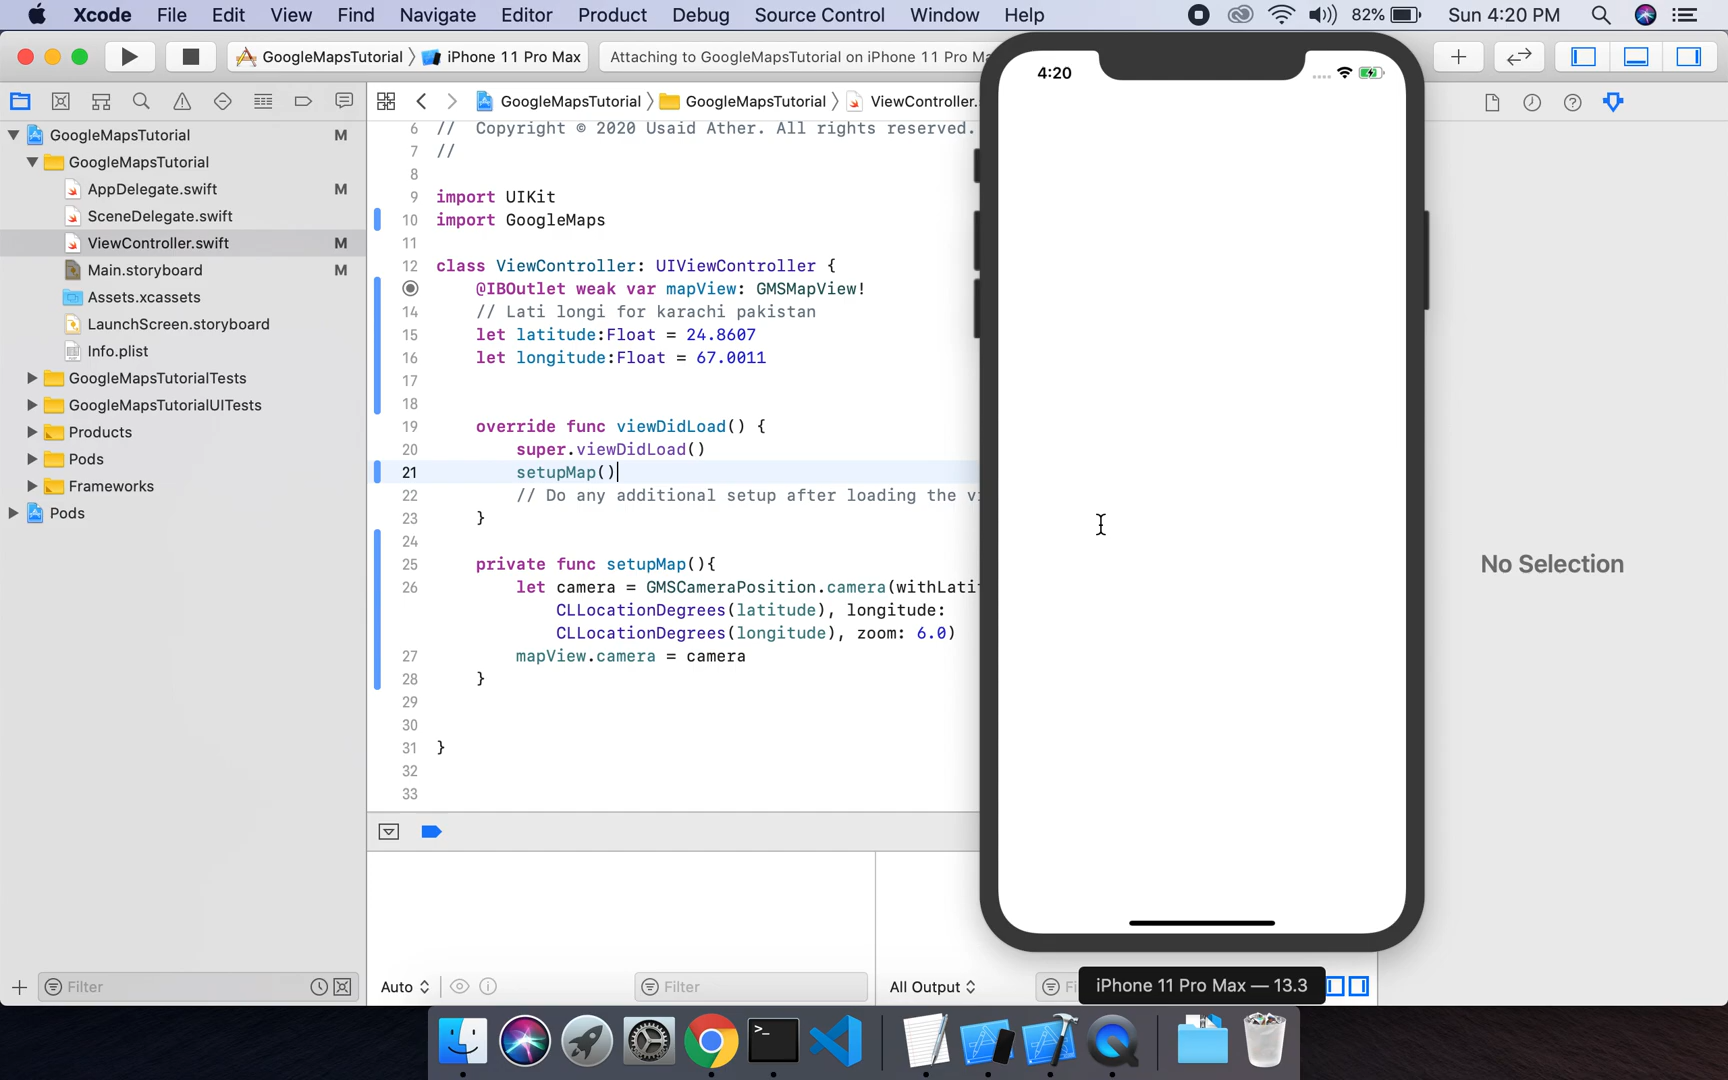 Xcode File Edit View Find Navigate Editor Product Debug Source Control Window Help 82% Sun 4:20 PM
GoogleMapsTutorial iPhone 11 Pro Max Attaching to GoogleMapsTutorial on iPhone 11 Pro
GoogleMapsTutorial GoogleMapsTutorial ViewController.
GoogleMapsTutorial M
GoogleMapsTutorial
AppDelegate.swift M
SceneDelegate.swift
ViewController.swift M
Main.storyboard M
Assets.xcassets
LaunchScreen.storyboard
Info.plist
GoogleMapsTutorialTests
GoogleMapsTutorialUITests
Products
Pods
Frameworks
Pods
6 // Copyright © 2020 Usaid Ather. All rights reserved.
7 //
8
9 import UIKit
10 import GoogleMaps
11
12 class ViewController: UIViewController {
@IBOutlet weak var mapView: GMSMapView!
14 // Lati longi for karachi pakistan
15 let latitude:Float = 24.8607
16 let longitude:Float = 67.0011
17
18
19 override func viewDidLoad() {
20 super.viewDidLoad()
21 setupMap()
22 // Do any additional setup after loading the
23 }
24
25 private func setupMap(){
26 let camera = GMSCameraPosition.camera(withLati
CLLocationDegrees(latitude), longitude:
CLLocationDegrees(longitude), zoom: 6.0)
27 mapView.camera = camera
28 }
29
30
31 }
32
33
4:20
No Selection
Filter
Auto
Filter
All Output
iPhone 11 Pro Max — 13.3